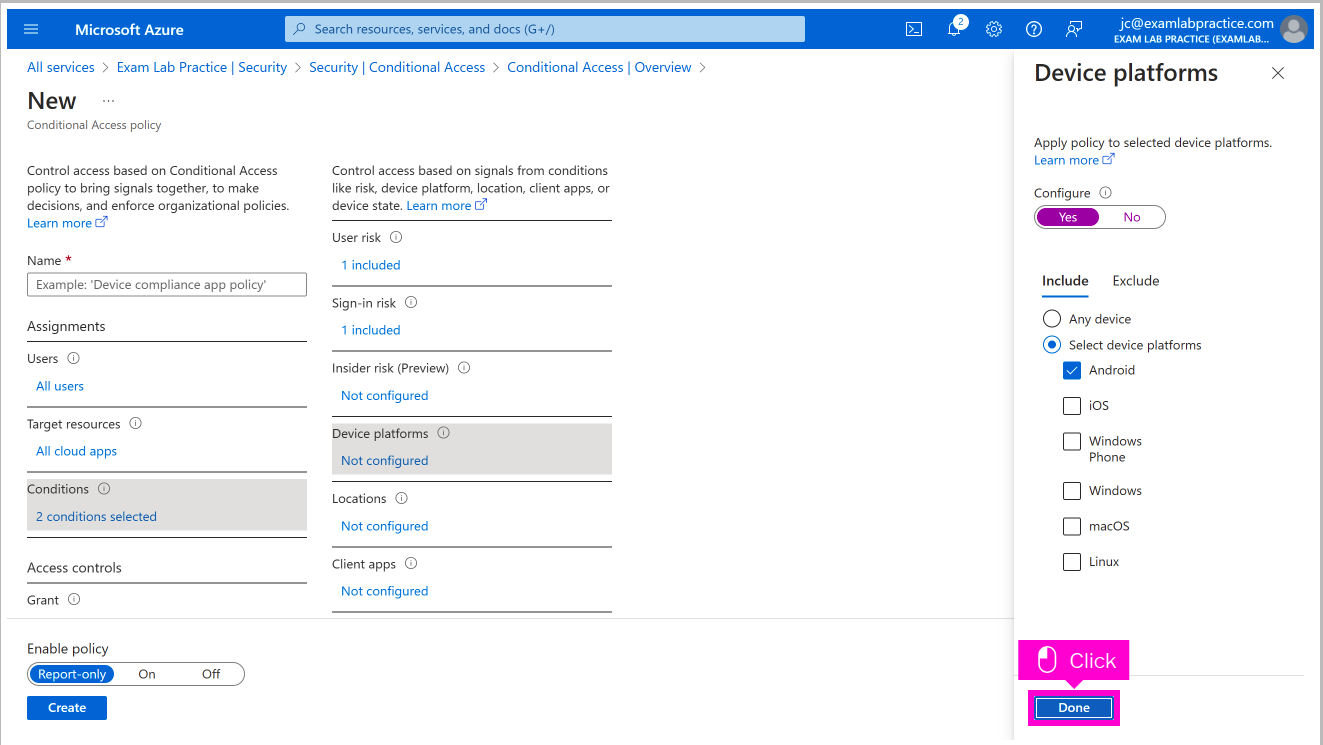 Microsoft Azure
Search resources, services, and docs (G+/)
2
jc@examlabpractice.com
EXAM LAB PRACTICE (EXAMLAB...
All services > Exam Lab Practice | Security > Security | Conditional Access > Conditional Access | Overview >
New ...
Conditional Access policy
Control access based on Conditional Access
policy to bring signals together, to make
decisions, and enforce organizational policies.
Learn more
Name *
Example: 'Device compliance app policy'
Assignments
Users
All users
Target resources
All cloud apps
Conditions
2 conditions selected
Access controls
Grant
Control access based on signals from conditions
like risk, device platform, location, client apps, or
device state. Learn more
User risk
1 included
Sign-in risk
1 included
Insider risk (Preview)
Not configured
Device platforms
Not configured
Locations
Not configured
Client apps
Not configured
Enable policy
Report-only On Off
Create
Device platforms
Apply policy to selected device platforms.
Learn more
Configure
Yes No
Include Exclude
Any device
Select device platforms
Android
iOS
Windows
Phone
Windows
macOS
Linux
Click
Done